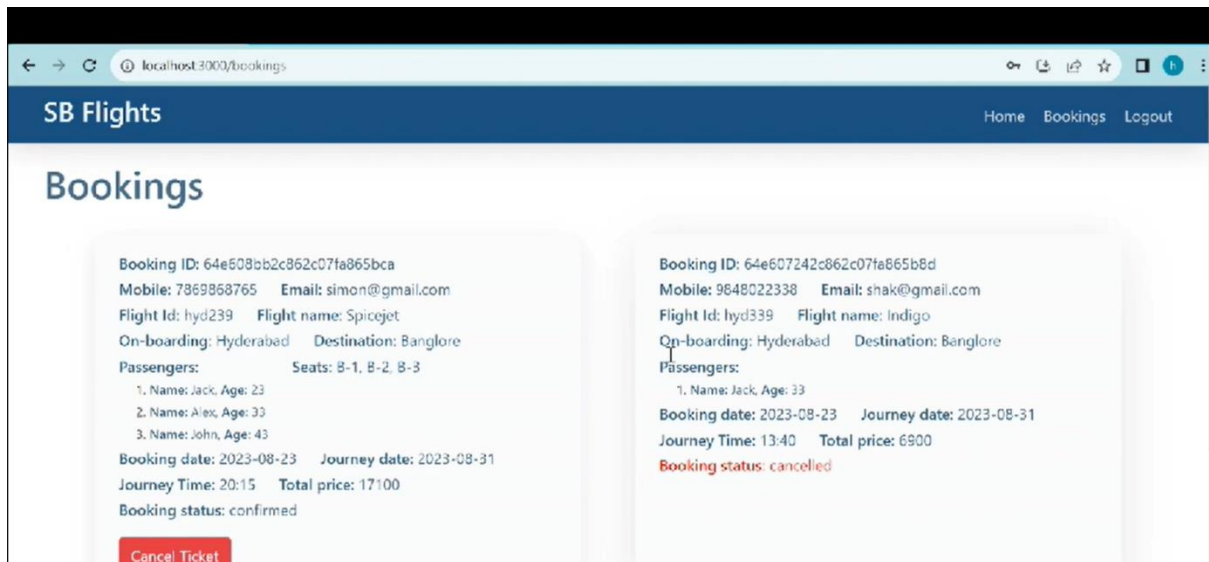 localhost:3000/bookings
h
SB Flights
Home Bookings Logout
Bookings
Booking ID: 64e608bb2c862c07fa865bca
Mobile: 7869868765 Email: simon@gmail.com
Flight Id: hyd239 Flight name: Spicejet
On-boarding: Hyderabad Destination: Banglore
Passengers: Seats: B-1, B-2, B-3
1. Name: Jack, Age: 23
2. Name: Alex, Age: 33
3. Name: John, Age: 43
Booking date: 2023-08-23 Journey date: 2023-08-31
Journey Time: 20:15 Total price: 17100
Booking status: confirmed
Cancel Ticket
Booking ID: 64e607242c862c07fa865b8d
Mobile: 9848022338 Email: shak@gmail.com
Flight Id: hyd339 Flight name: Indigo
On-boarding: Hyderabad Destination: Banglore
Passengers:
1. Name: Jack, Age: 33
Booking date: 2023-08-23 Journey date: 2023-08-31
Journey Time: 13:40 Total price: 6900
Booking status: cancelled